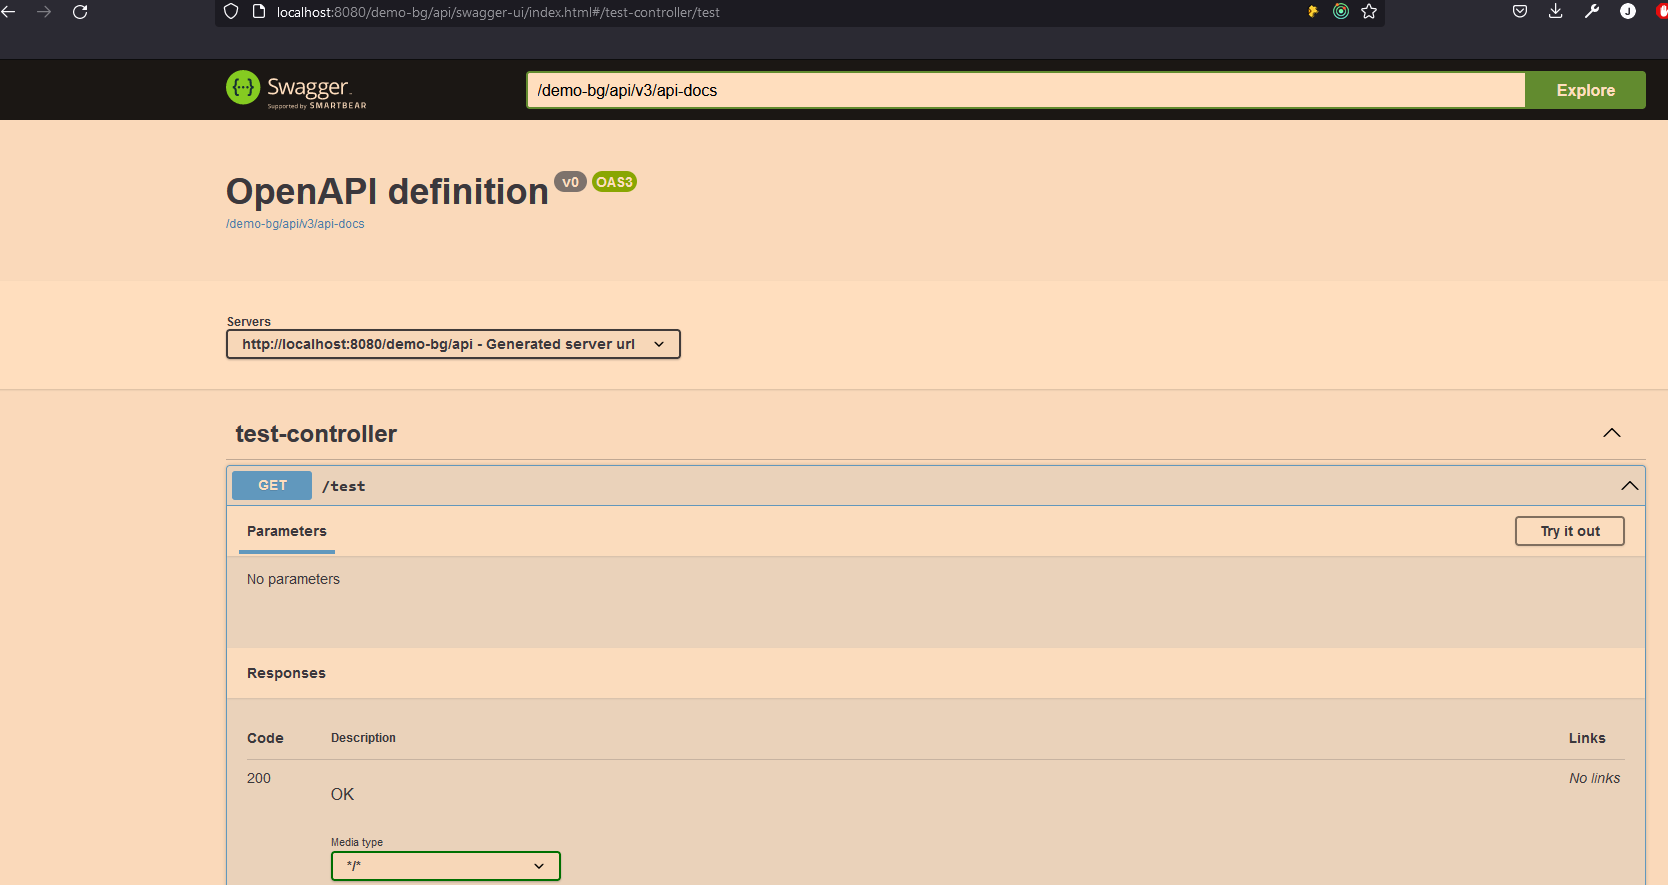 localhost:8080/demo-bg/api/swagger-ui/index.html#/test-controller/test
J
{···} Swagger.
Supported by SMARTBEAR
/demo-bg/api/v3/api-docs
Explore
OpenAPI definition v0 OAS3
/demo-bg/api/v3/api-docs
Servers
http://localhost:8080/demo-bg/api - Generated server url
test-controller
GET /test
Parameters
Try it out
No parameters
Responses
Code Description Links
200
OK
No links
Media type
*/*